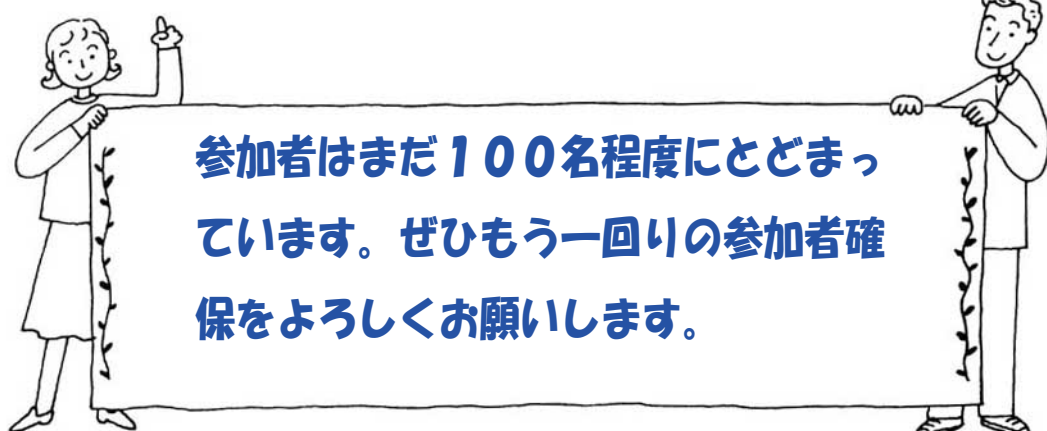 参加者はまだ１００名程度にとどまっ
ています。ぜひもう一回りの参加者確
保をよろしくお願いします。